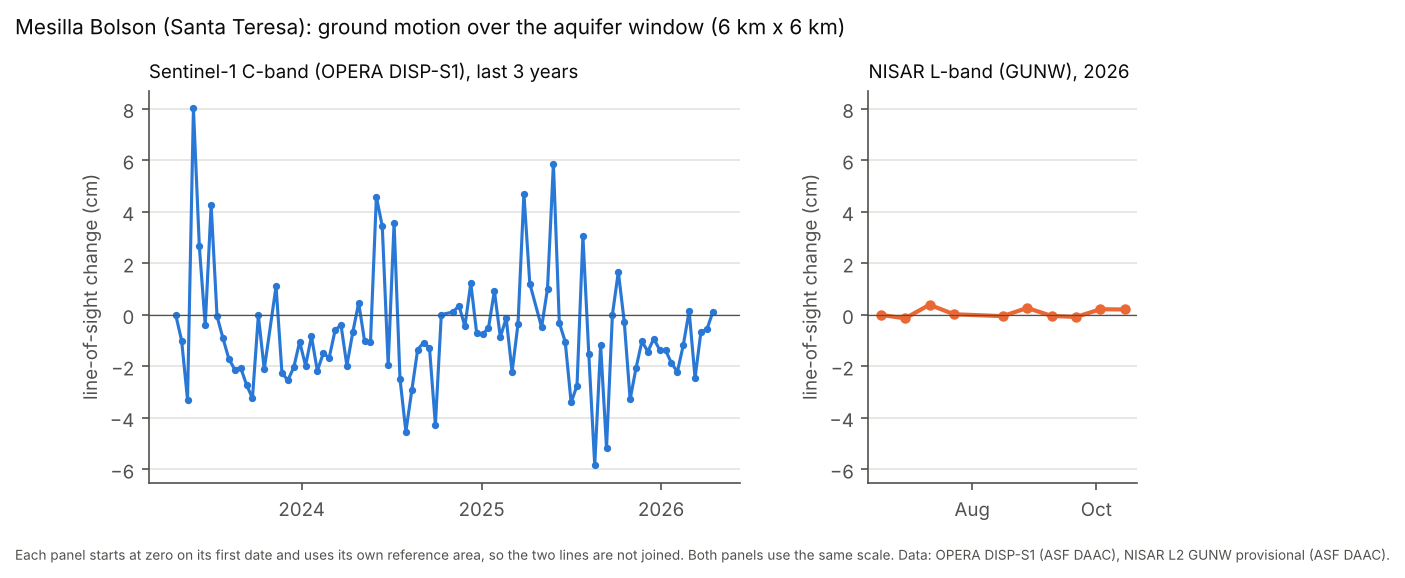 Mesilla Bolson (Santa Teresa): ground motion over the aquifer window (6 km x 6 km)
Sentinel-1 C-band (OPERA DISP-S1), last 3 years
line-of-sight change (cm)
8
6
4
2
0
−2
−4
−6
2024
2025
2026
NISAR L-band (GUNW), 2026
line-of-sight change (cm)
8
6
4
2
0
−2
−4
−6
Aug
Oct
Each panel starts at zero on its first date and uses its own reference area, so the two lines are not joined. Both panels use the same scale. Data: OPERA DISP-S1 (ASF DAAC), NISAR L2 GUNW provisional (ASF DAAC).